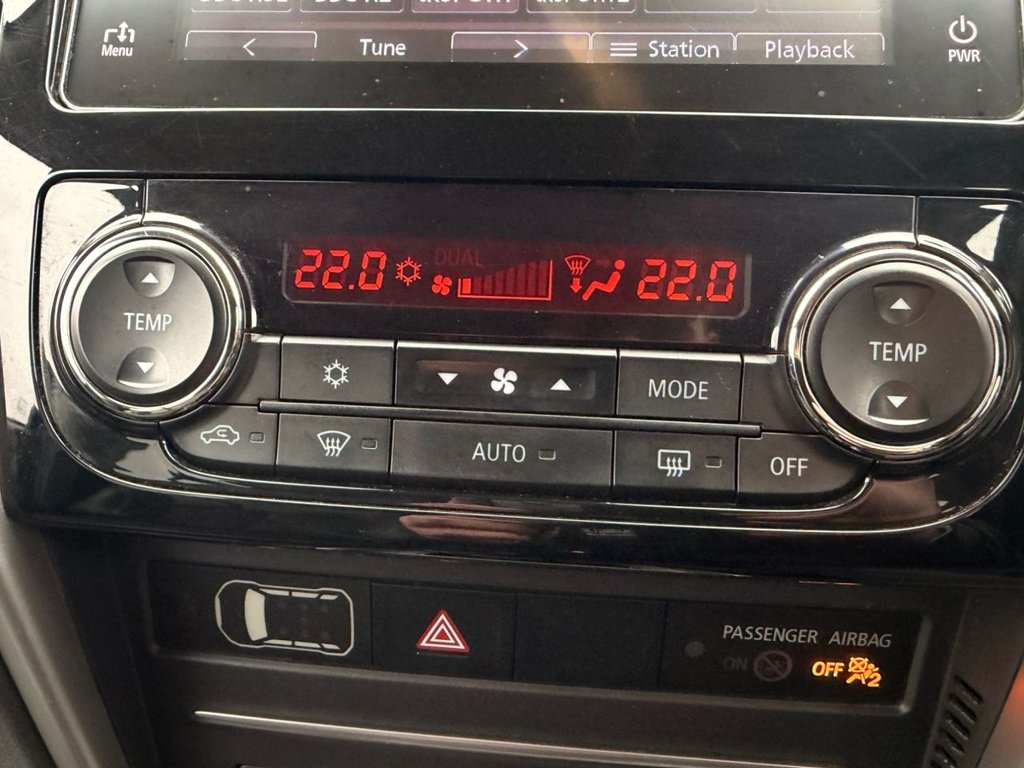 Menu < Tune > Station Playback PWR
22.0 DUAL 22.0
TEMP
TEMP
MODE
AUTO
OFF
PASSENGER AIRBAG
ON OFF 2